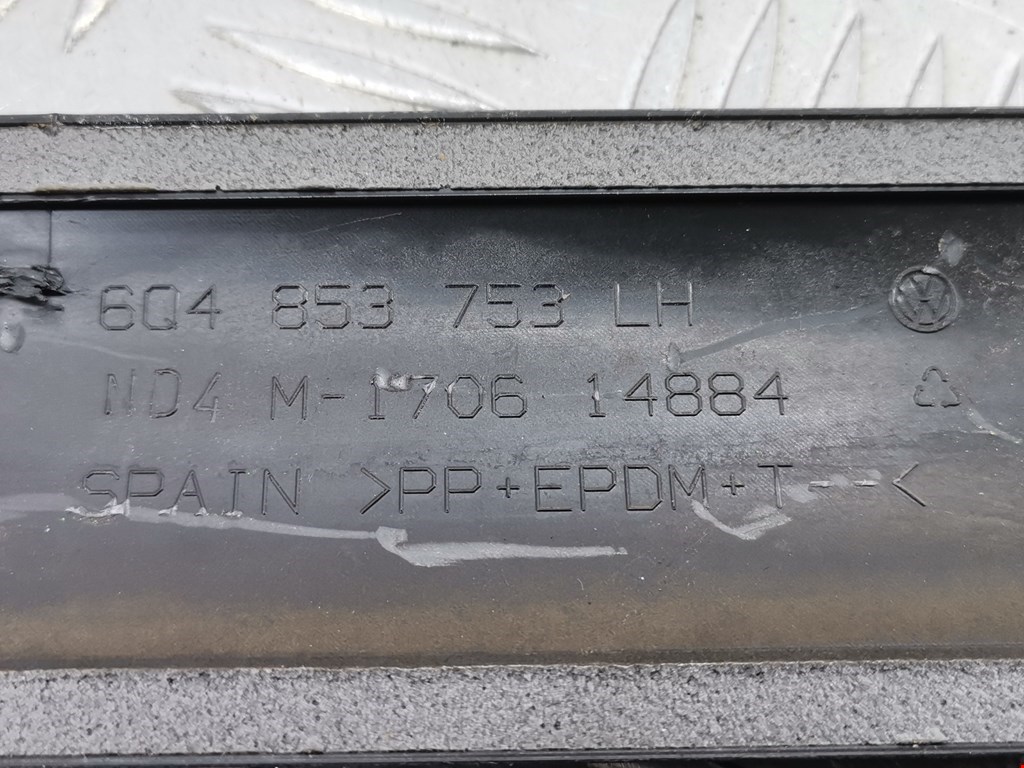 6Q4 853 753 LH
ND4 M-1706 14884
SPAIN >PP+EPDM+T--<